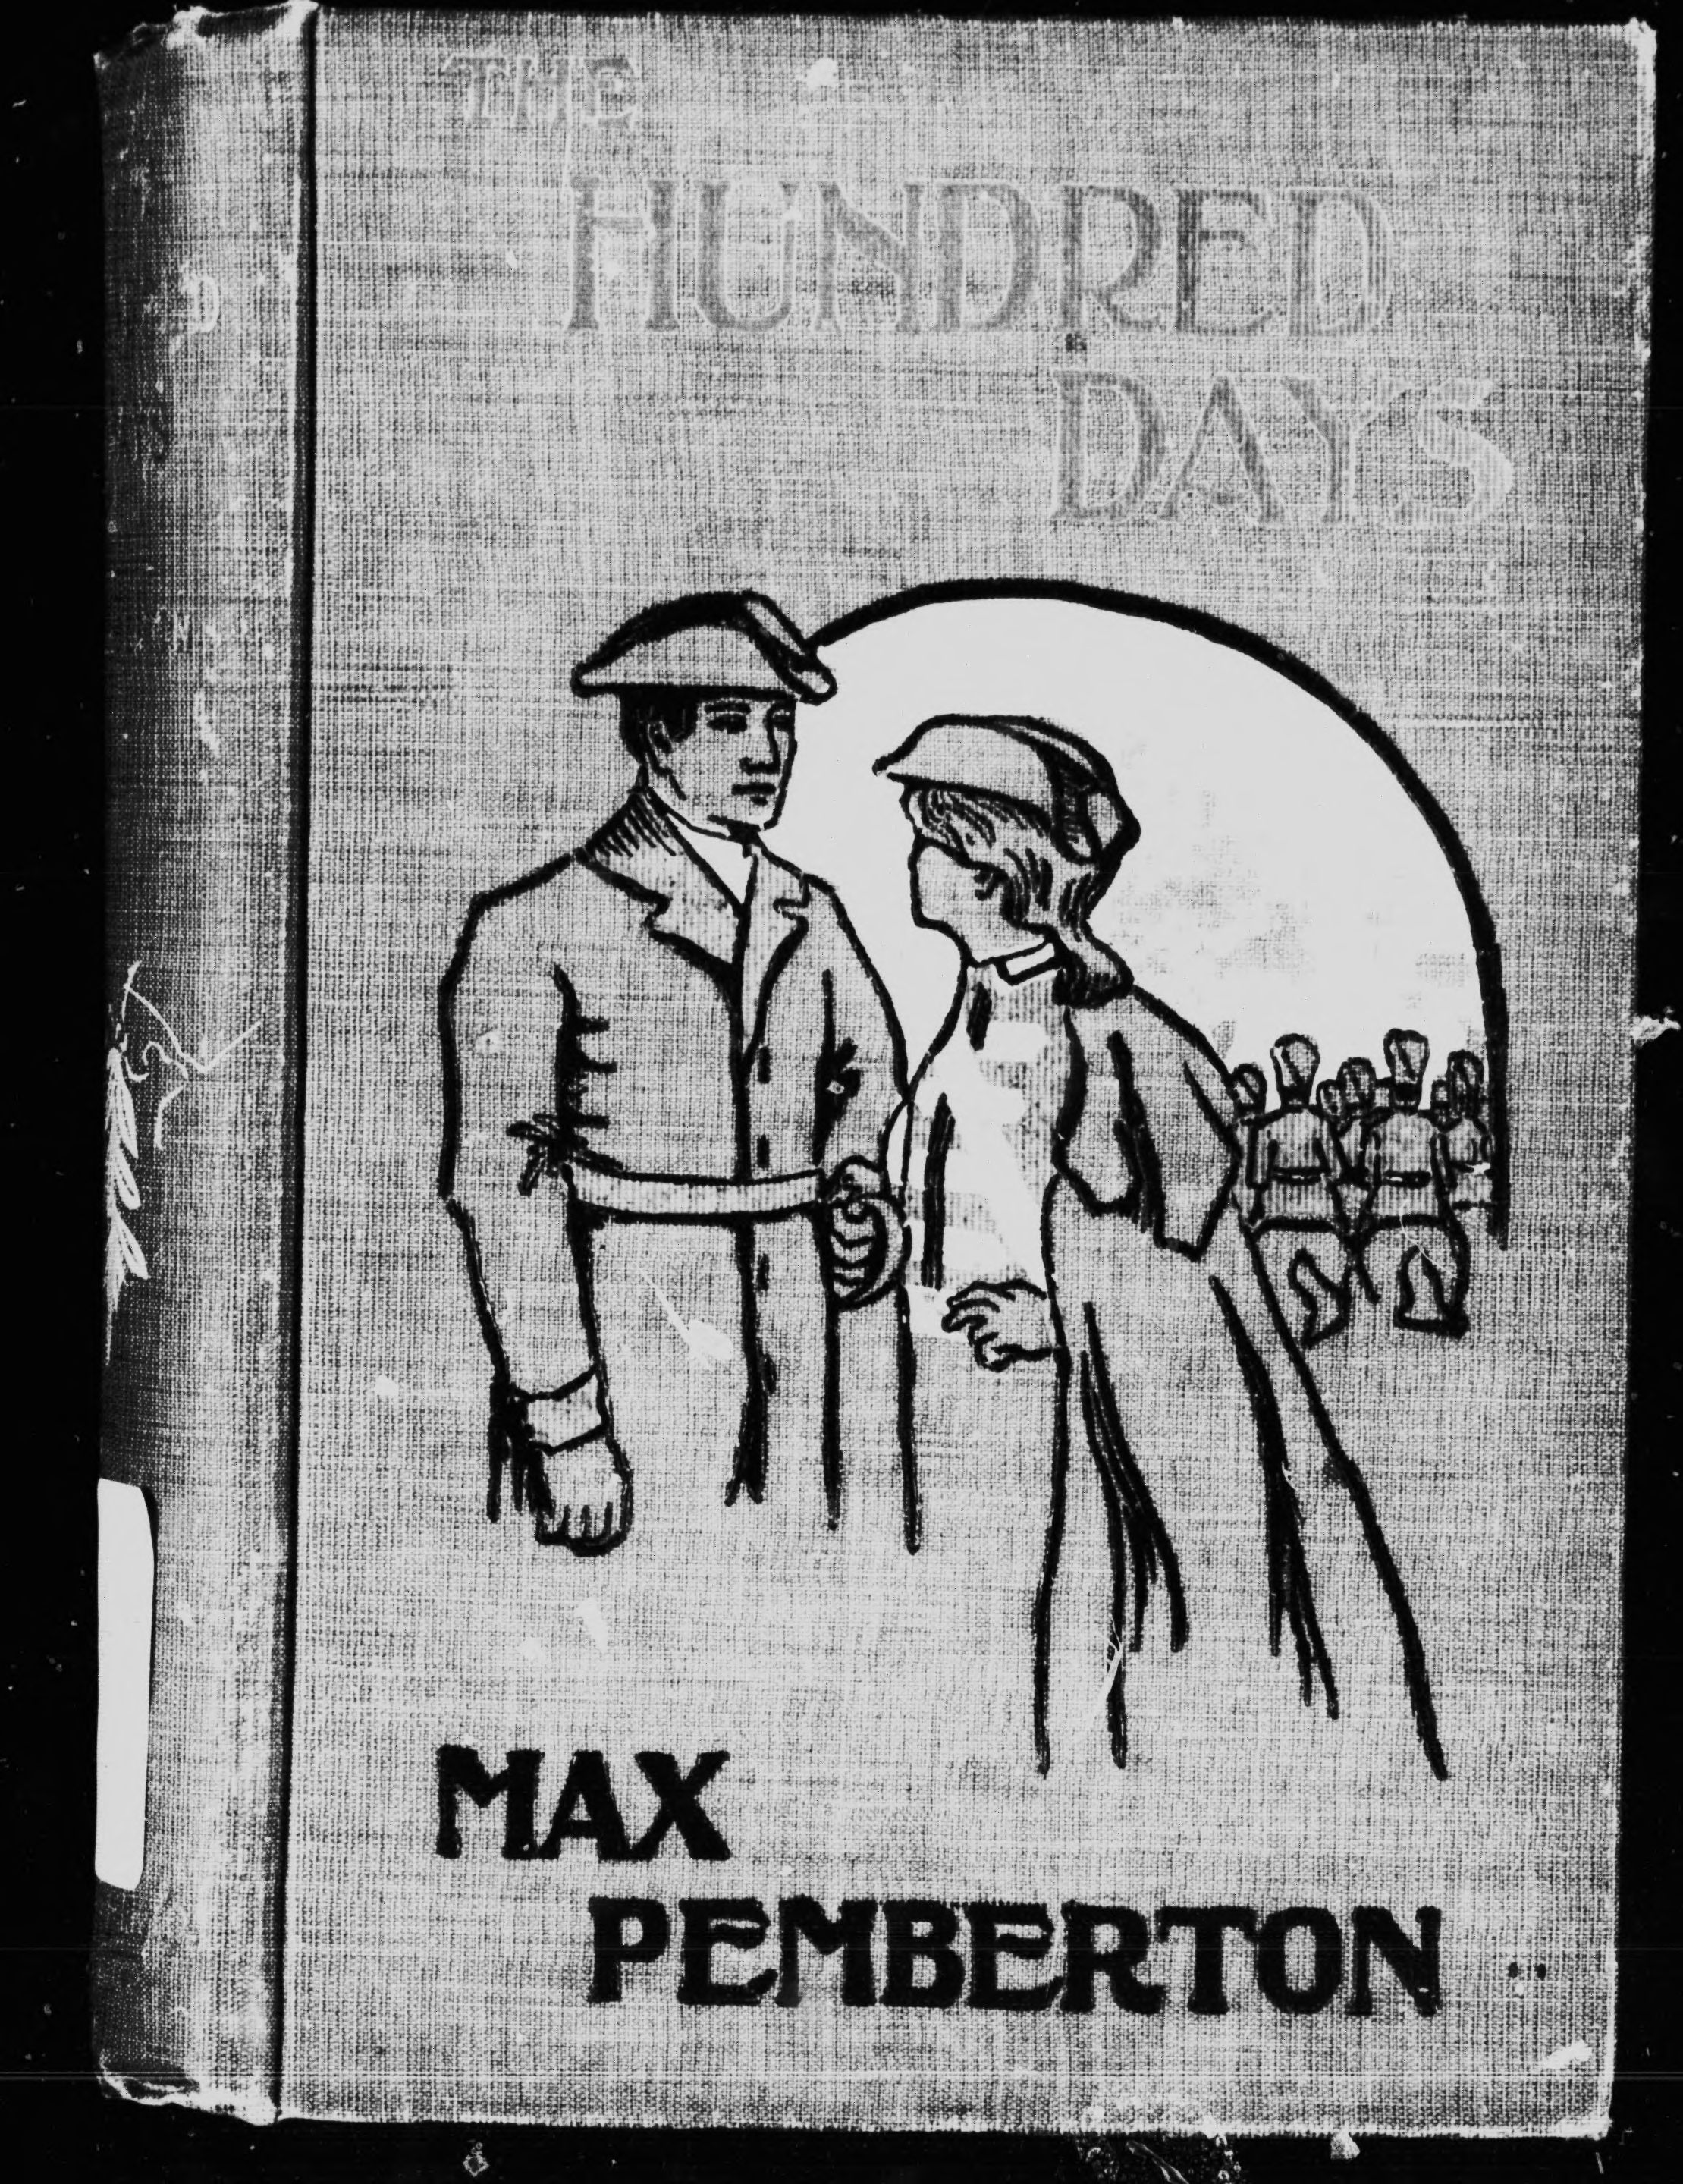 THE
HUNDRED
DAYS
MAX
PEMBERTON